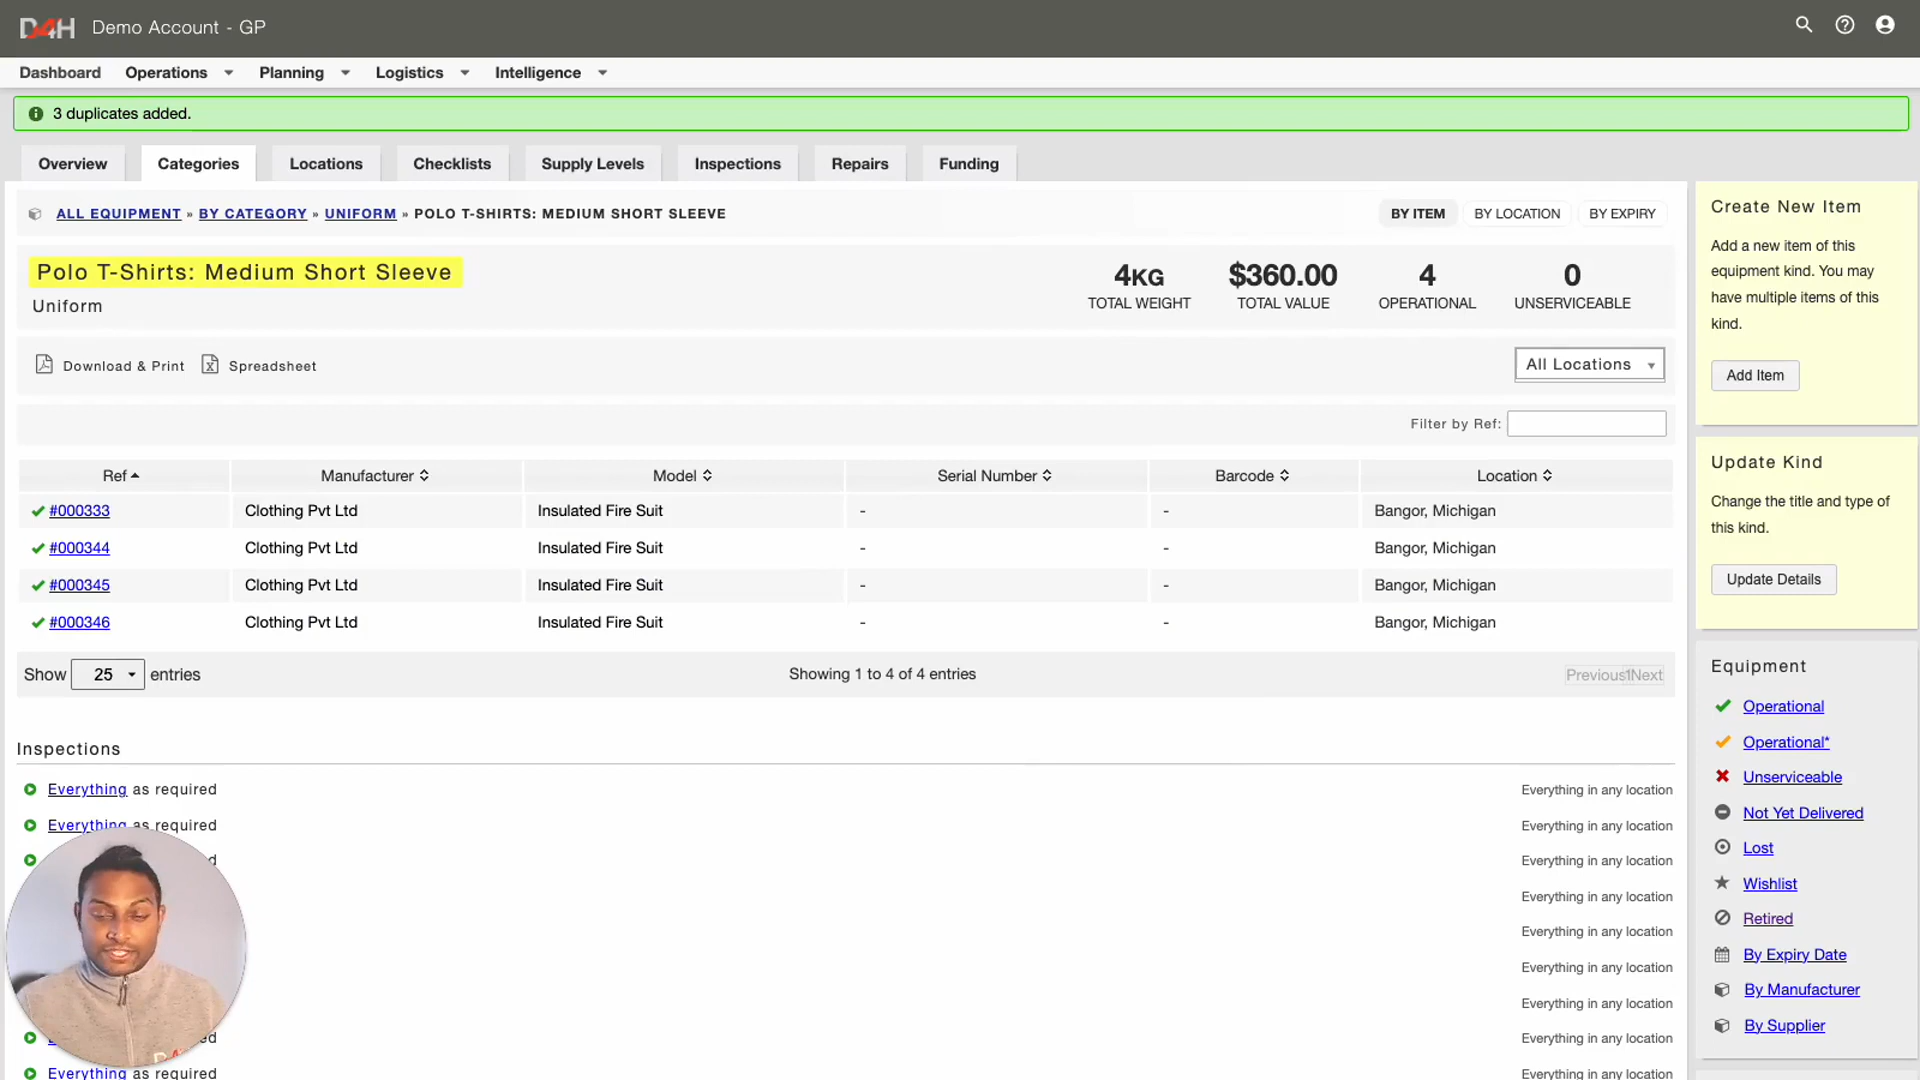 D4H Demo Account - GP
Dashboard Operations Planning Logistics Intelligence
3 duplicates added.
Overview Categories Locations Checklists Supply Levels Inspections Repairs Funding
ALL EQUIPMENT » BY CATEGORY » UNIFORM » POLO T-SHIRTS: MEDIUM SHORT SLEEVE
BY ITEM BY LOCATION BY EXPIRY
Polo T-Shirts: Medium Short Sleeve
Uniform
4KG $360.00 4 0
TOTAL WEIGHT TOTAL VALUE OPERATIONAL UNSERVICEABLE
Download & Print Spreadsheet
All Locations
Filter by Ref:
Ref Manufacturer Model Serial Number Barcode Location
#000333 Clothing Pvt Ltd Insulated Fire Suit - - Bangor, Michigan
#000344 Clothing Pvt Ltd Insulated Fire Suit - - Bangor, Michigan
#000345 Clothing Pvt Ltd Insulated Fire Suit - - Bangor, Michigan
#000346 Clothing Pvt Ltd Insulated Fire Suit - - Bangor, Michigan
Show 25 entries Showing 1 to 4 of 4 entries Previous 1 Next
Inspections
Everything as required Everything in any location
Everything as required Everything in any location
d Everything in any location
Everything in any location
Everything in any location
Everything in any location
Everything in any location
ed Everything in any location
Everything as required Everything in any location
Create New Item
Add a new item of this
equipment kind. You may
have multiple items of this
kind.
Add Item
Update Kind
Change the title and type of
this kind.
Update Details
Equipment
Operational
Operational*
Unserviceable
Not Yet Delivered
Lost
Wishlist
Retired
By Expiry Date
By Manufacturer
By Supplier